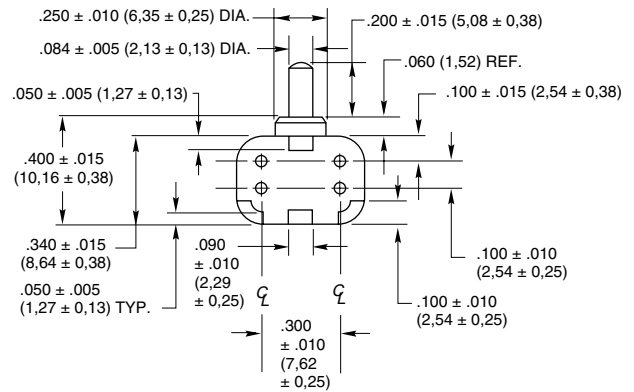 .250 ± .010 (6,35 ± 0,25) DIA.
.200 ± .015 (5,08 ± 0,38)
.084 ± .005 (2,13 ± 0,13) DIA.
.060 (1,52) REF.
.050 ± .005 (1,27 ± 0,13)
.100 ± .015 (2,54 ± 0,38)
.400 ± .015
(10,16 ± 0,38)
.340 ± .015
(8,64 ± 0,38)
.050 ± .005
(1,27 ± 0,13) TYP.
.090
± .010
(2,29
± 0,25)
℄
℄
.300
± .010
(7,62
± 0,25)
.100 ± .010
(2,54 ± 0,25)
.100 ± .010
(2,54 ± 0,25)